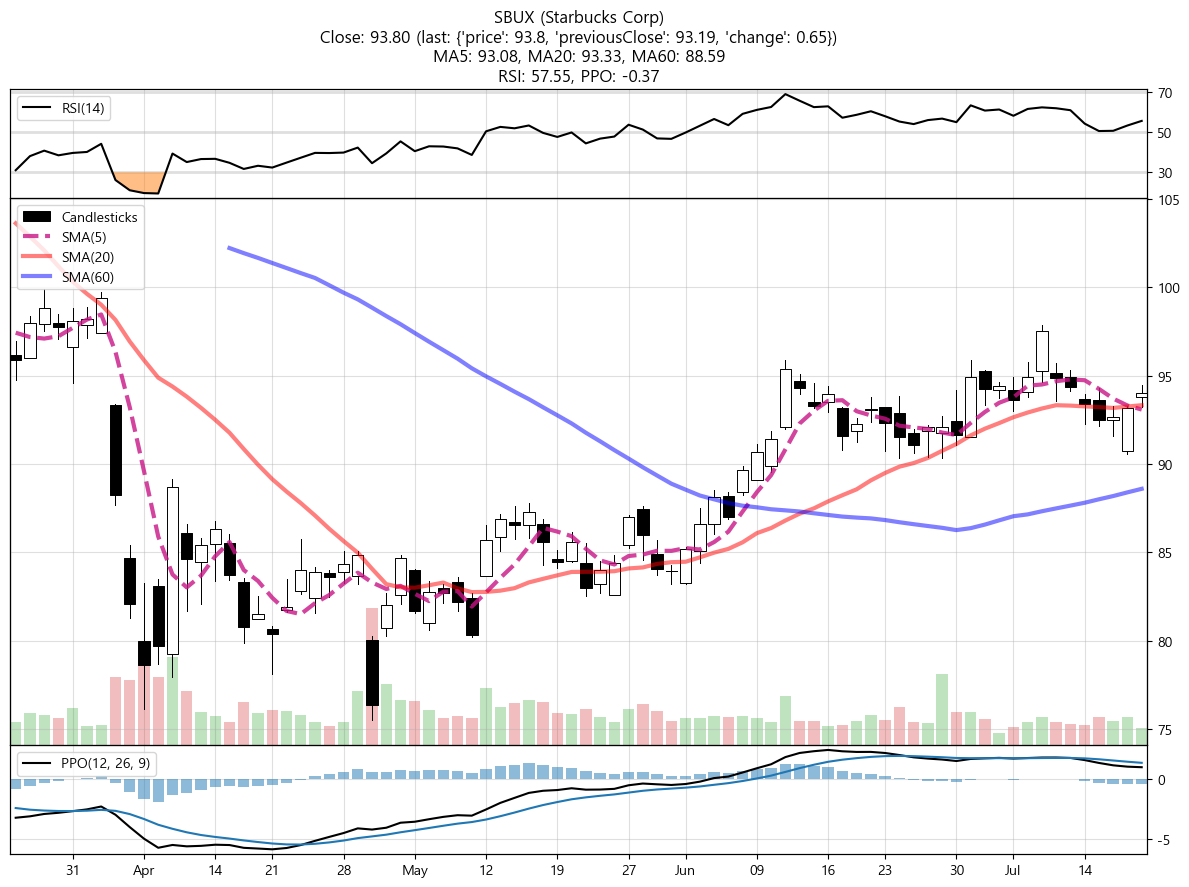 SBUX (Starbucks Corp)
Close: 93.80 (last: {'price': 93.8, 'previousClose': 93.19, 'change': 0.65})
MA5: 93.08, MA20: 93.33, MA60: 88.59
RSI: 57.55, PPO: -0.37
RSI(14)
70
50
30
Candlesticks
SMA(5)
SMA(20)
SMA(60)
105
100
95
90
85
80
75
PPO(12, 26, 9)
0
-5
31 Apr 14 21 28 May 12 19 27 Jun 09 16 23 30 Jul 14